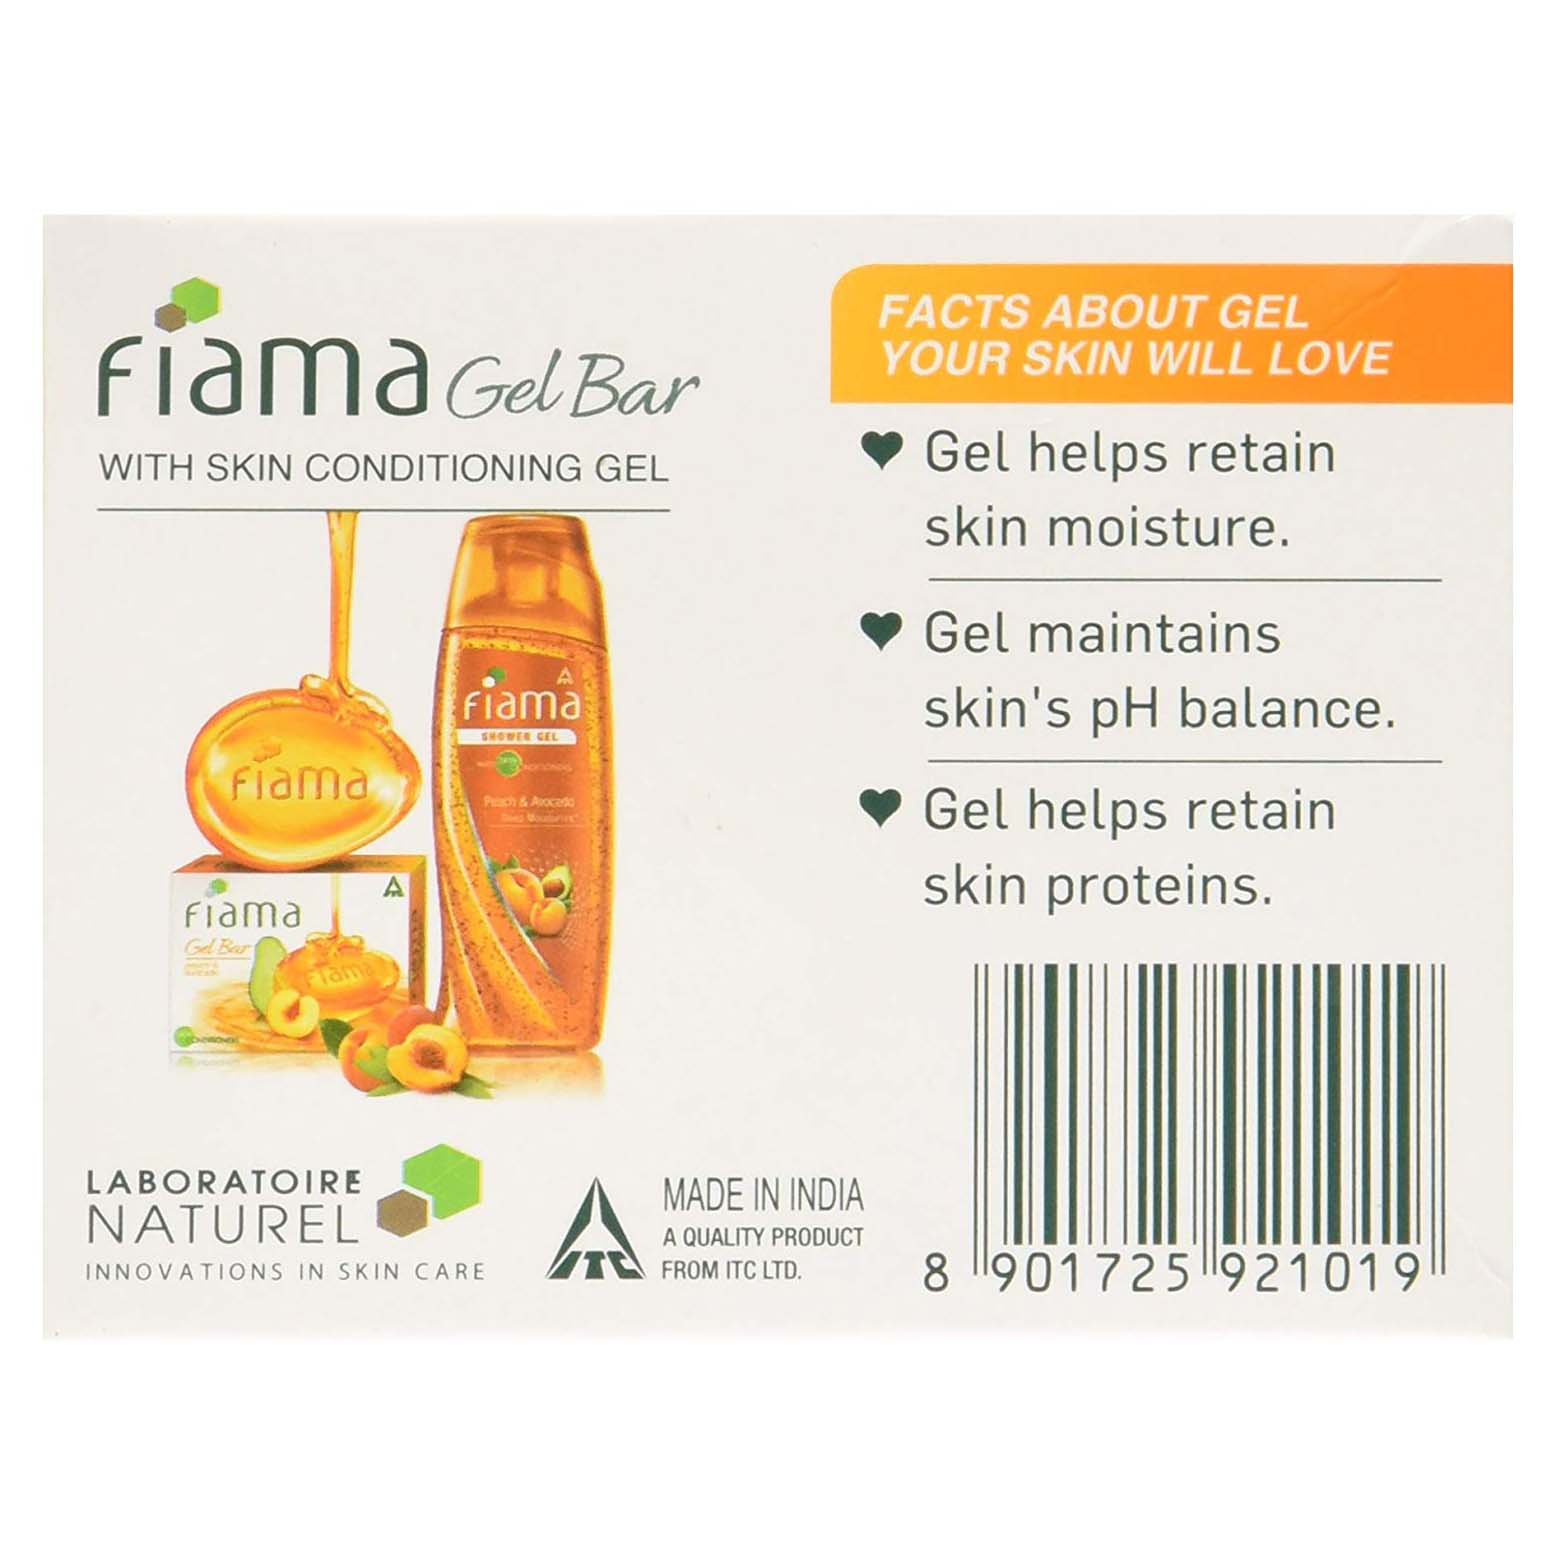 fiama Gel Bar
WITH SKIN CONDITIONING GEL
fiama
SHOWER GEL
Peach & Avocado
fiama
fiama
Gel Bar
fiama
LABORATOIRE
NATUREL
INNOVATIONS IN SKIN CARE
ITC
MADE IN INDIA
A QUALITY PRODUCT
FROM ITC LTD.
FACTS ABOUT GEL
YOUR SKIN WILL LOVE
Gel helps retain
skin moisture.
Gel maintains
skin's pH balance.
Gel helps retain
skin proteins.
8 901725 921019